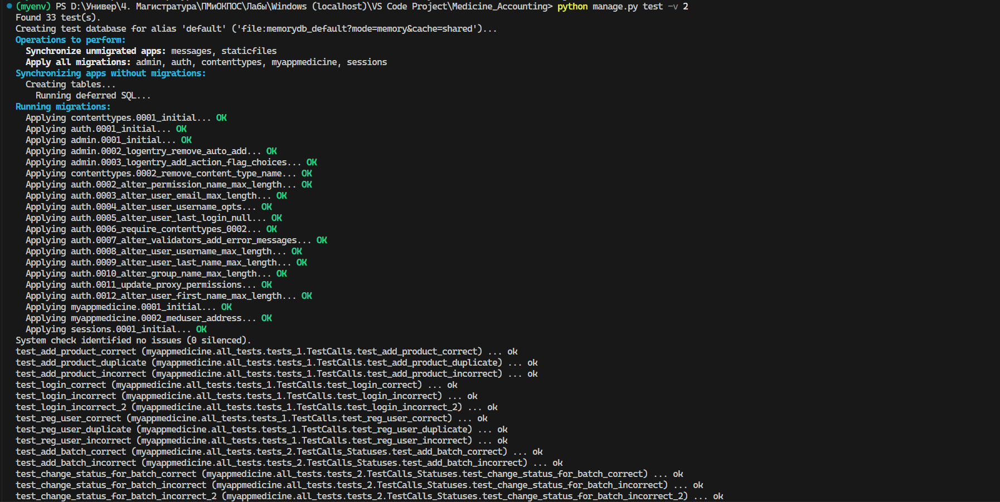 (myenv) PS D:\Универ\4. Магистратура\ПМиОКПОС\Лабы\Windows (localhost)\VS Code Project\Medicine_Accounting> python manage.py test -v 2
Found 33 test(s).
Creating test database for alias 'default' ('file:memorydb_default?mode=memory&cache=shared')...
Operations to perform:
  Synchronize unmigrated apps: messages, staticfiles
  Apply all migrations: admin, auth, contenttypes, myappmedicine, sessions
Synchronizing apps without migrations:
  Creating tables...
    Running deferred SQL...
Running migrations:
  Applying contenttypes.0001_initial... OK
  Applying auth.0001_initial... OK
  Applying admin.0001_initial... OK
  Applying admin.0002_logentry_remove_auto_add... OK
  Applying admin.0003_logentry_add_action_flag_choices... OK
  Applying contenttypes.0002_remove_content_type_name... OK
  Applying auth.0002_alter_permission_name_max_length... OK
  Applying auth.0003_alter_user_email_max_length... OK
  Applying auth.0004_alter_user_username_opts... OK
  Applying auth.0005_alter_user_last_login_null... OK
  Applying auth.0006_require_contenttypes_0002... OK
  Applying auth.0007_alter_validators_add_error_messages... OK
  Applying auth.0008_alter_user_username_max_length... OK
  Applying auth.0009_alter_user_last_name_max_length... OK
  Applying auth.0010_alter_group_name_max_length... OK
  Applying auth.0011_update_proxy_permissions... OK
  Applying auth.0012_alter_user_first_name_max_length... OK
  Applying myappmedicine.0001_initial... OK
  Applying myappmedicine.0002_meduser_address... OK
  Applying sessions.0001_initial... OK
System check identified no issues (0 silenced).
test_add_product_correct (myappmedicine.all_tests.tests_1.TestCalls.test_add_product_correct) ... ok
test_add_product_duplicate (myappmedicine.all_tests.tests_1.TestCalls.test_add_product_duplicate) ... ok
test_add_product_incorrect (myappmedicine.all_tests.tests_1.TestCalls.test_add_product_incorrect) ... ok
test_login_correct (myappmedicine.all_tests.tests_1.TestCalls.test_login_correct) ... ok
test_login_incorrect (myappmedicine.all_tests.tests_1.TestCalls.test_login_incorrect) ... ok
test_login_incorrect_2 (myappmedicine.all_tests.tests_1.TestCalls.test_login_incorrect_2) ... ok
test_reg_user_correct (myappmedicine.all_tests.tests_1.TestCalls.test_reg_user_correct) ... ok
test_reg_user_duplicate (myappmedicine.all_tests.tests_1.TestCalls.test_reg_user_duplicate) ... ok
test_reg_user_incorrect (myappmedicine.all_tests.tests_1.TestCalls.test_reg_user_incorrect) ... ok
test_add_batch_correct (myappmedicine.all_tests.tests_2.TestCalls_Statuses.test_add_batch_correct) ... ok
test_add_batch_incorrect (myappmedicine.all_tests.tests_2.TestCalls_Statuses.test_add_batch_incorrect) ... ok
test_change_status_for_batch_correct (myappmedicine.all_tests.tests_2.TestCalls_Statuses.test_change_status_for_batch_correct) ... ok
test_change_status_for_batch_incorrect (myappmedicine.all_tests.tests_2.TestCalls_Statuses.test_change_status_for_batch_incorrect) ... ok
test_change_status_for_batch_incorrect_2 (myappmedicine.all_tests.tests_2.TestCalls_Statuses.test_change_status_for_batch_incorrect_2) ... ok